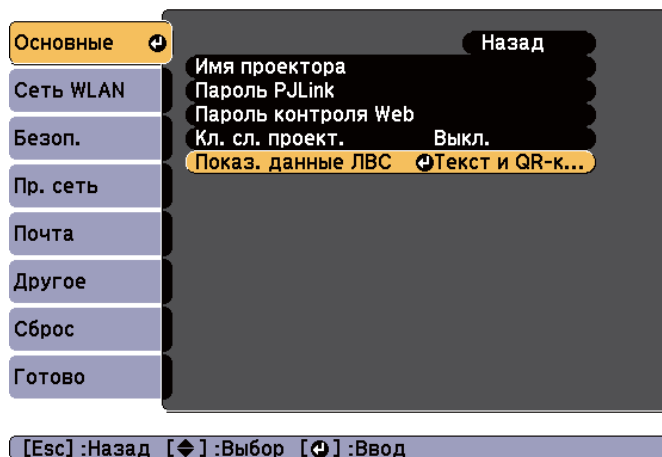 Основные
Сеть WLAN
Безоп.
Пр. сеть
Почта
Другое
Сброс
Готово
Назад
Имя проектора
Пароль PJLink
Пароль контроля Web
Кл. сл. проект. Выкл.
Показ. данные ЛВС Текст и QR-к...
[Esc] :Назад [ ] :Выбор [ ] :Ввод